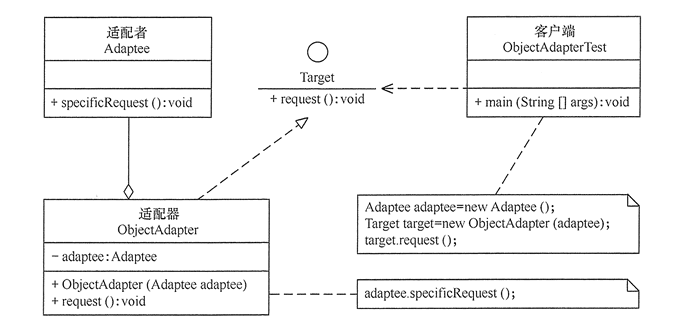 适配者
Adaptee
+ specificRequest ():void
Target
+ request ():void
客户端
ObjectAdapterTest
+ main (String [] args):void
适配器
ObjectAdapter
− adaptee:Adaptee
+ ObjectAdapter (Adaptee adaptee)
+ request ():void
Adaptee adaptee=new Adaptee ();
Target target=new ObjectAdapter (adaptee);
target.request ();
adaptee.specificRequest ();